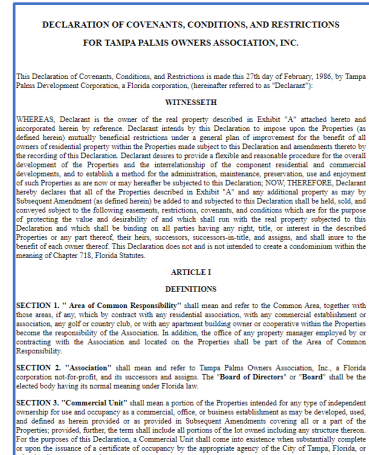 DECLARATION OF COVENANTS, CONDITIONS, AND RESTRICTIONS
FOR TAMPA PALMS OWNERS ASSOCIATION, INC.
This Declaration of Covenants, Conditions, and Restrictions is made this 27th day of February, 1986, by Tampa
Palms Development Corporation, a Florida corporation, (hereinafter referred to as "Declarant"):
WITNESSETH
WHEREAS, Declarant is the owner of the real property described in Exhibit "A" attached hereto and
incorporated herein by reference. Declarant intends by this Declaration to impose upon the Properties (as
defined herein) mutually beneficial restrictions under a general plan of improvement for the benefit of all
owners of residential property within the Properties made subject to this Declaration and amendments thereto by
the recording of this Declaration. Declarant desires to provide a flexible and reasonable procedure for the overall
development of the Properties and the interrelationship of the component residential and commercial
developments, and to establish a method for the administration, maintenance, preservation, use and enjoyment
of such Properties as are now or may hereafter be subjected to this Declaration; NOW, THEREFORE, Declarant
hereby declares that all of the Properties described in Exhibit "A" and any additional property as may by
Subsequent Amendment (as defined herein) be added to and subjected to this Declaration shall be held, sold, and
conveyed subject to the following easements, restrictions, covenants, and conditions which are for the purpose
of protecting the value and desirability of and which shall run with the real property subjected to this
Declaration and which shall be binding on all parties having any right, title, or interest in the described
Properties or any part thereof, their heirs, successors, successors-in-title, and assigns, and shall inure to the
benefit of each owner thereof. This Declaration does not and is not intended to create a condominium within the
meaning of Chapter 718, Florida Statutes.
ARTICLE I
DEFINITIONS
SECTION 1. " Area of Common Responsibility" shall mean and refer to the Common Area, together with
those areas, if any, which by contract with any residential association, with any commercial establishment or
association, any golf or country club, or with any apartment building owner or cooperative within the Properties
become the responsibility of the Association. In addition, the office of any property manager employed by or
contracting with the Association and located on the Properties shall be part of the Area of Common
Responsibility.
SECTION 2. "Association" shall mean and refer to Tampa Palms Owners Association, Inc., a Florida
corporation not-for-profit, and its successors and assigns. The "Board of Directors" or "Board" shall be the
elected body having its normal meaning under Florida law.
SECTION 3. "Commercial Unit" shall mean a portion of the Properties intended for any type of independent
ownership for use and occupancy as a commercial, office, or business establishment as may be developed, used,
and defined as herein provided or as provided in Subsequent Amendments covering all or a part of the
Properties; provided, further, the term shall include all portions of the lot owned including any structure thereon.
For the purposes of this Declaration, a Commercial Unit shall come into existence when substantially complete
or upon the issuance of a certificate of occupancy by the appropriate agency of the City of Tampa, Florida, or